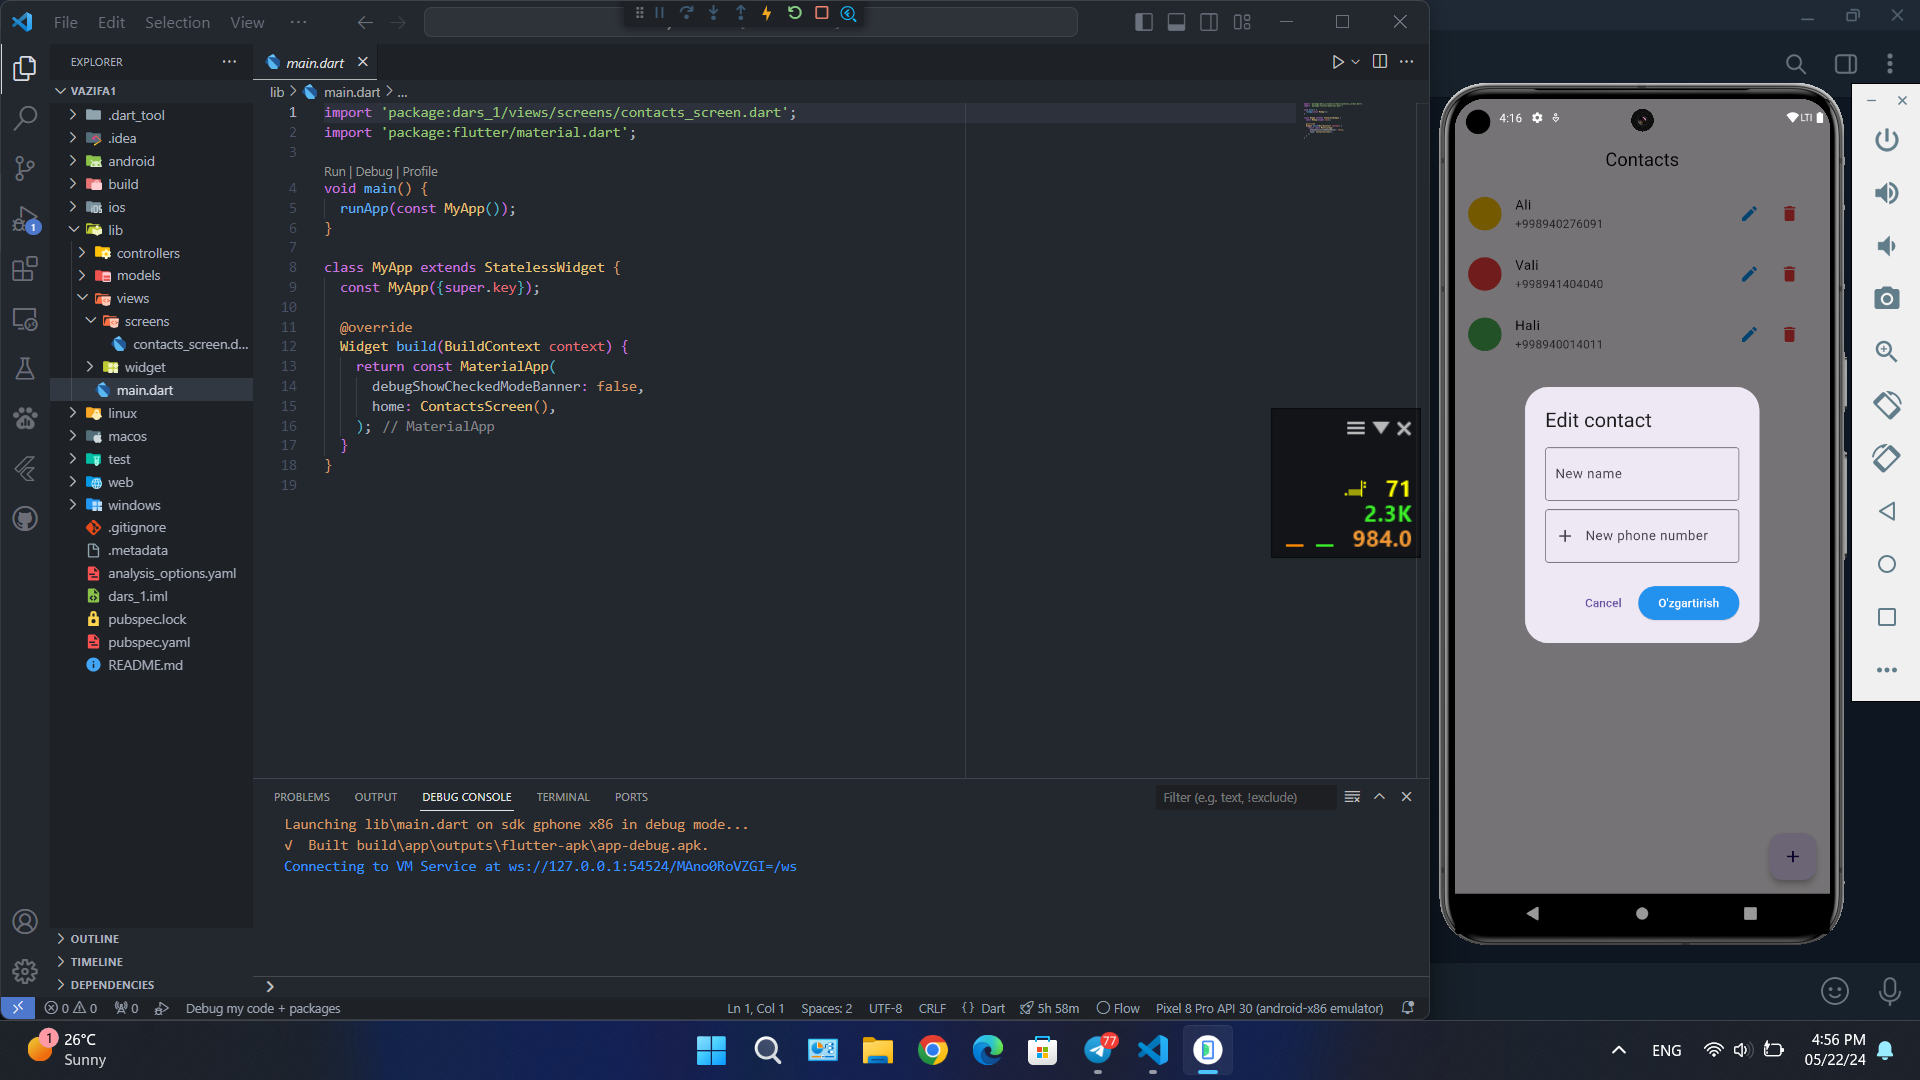 File Edit Selection View ···
EXPLORER ···
main.dart
VAZIFA1
.dart_tool
.idea
android
build
ios
lib
controllers
models
views
screens
contacts_screen.d...
widget
main.dart
linux
macos
test
web
windows
.gitignore
.metadata
analysis_options.yaml
dars_1.iml
pubspec.lock
pubspec.yaml
README.md
OUTLINE
TIMELINE
DEPENDENCIES
lib > main.dart > ...
1 import 'package:dars_1/views/screens/contacts_screen.dart';
2 import 'package:flutter/material.dart';
3
Run | Debug | Profile
4 void main() {
5 runApp(const MyApp());
6 }
7
8 class MyApp extends StatelessWidget {
9 const MyApp({super.key});
10
11 @override
12 Widget build(BuildContext context) {
13 return const MaterialApp(
14 debugShowCheckedModeBanner: false,
15 home: ContactsScreen(),
16 ); // MaterialApp
17 }
18 }
19
71
2.3K
984.0
PROBLEMS OUTPUT DEBUG CONSOLE TERMINAL PORTS
Filter (e.g. text, !exclude)
Launching lib\main.dart on sdk gphone x86 in debug mode...
√ Built build\app\outputs\flutter-apk\app-debug.apk.
Connecting to VM Service at ws://127.0.0.1:54524/MAno0RoVZGI=/ws
1
0 0 0 Debug my code + packages
Ln 1, Col 1 Spaces: 2 UTF-8 CRLF {} Dart 5h 58m Flow Pixel 8 Pro API 30 (android-x86 emulator)
4:16
LTI
Contacts
Ali
+998940276091
Vali
+998941404040
Hali
+998940014011
Edit contact
New name
+ New phone number
Cancel O'zgartirish
+
1 26°C
Sunny
77
ENG
4:56 PM
05/22/24